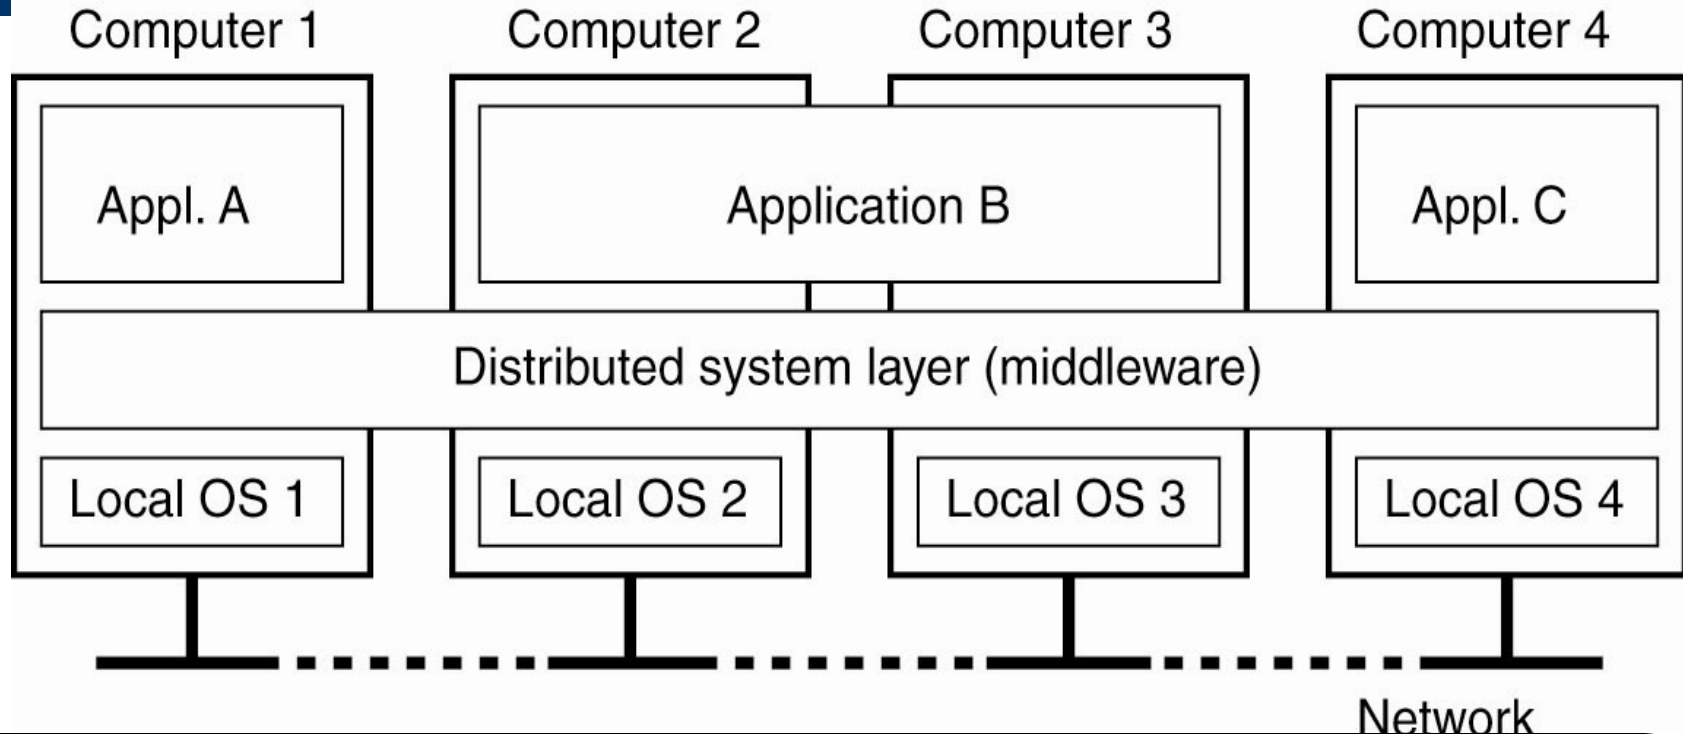 Computer 1 Computer 2 Computer 3 Computer 4
Appl. A Application B Appl. C
Distributed system layer (middleware)
Local OS 1 Local OS 2 Local OS 3 Local OS 4
Network